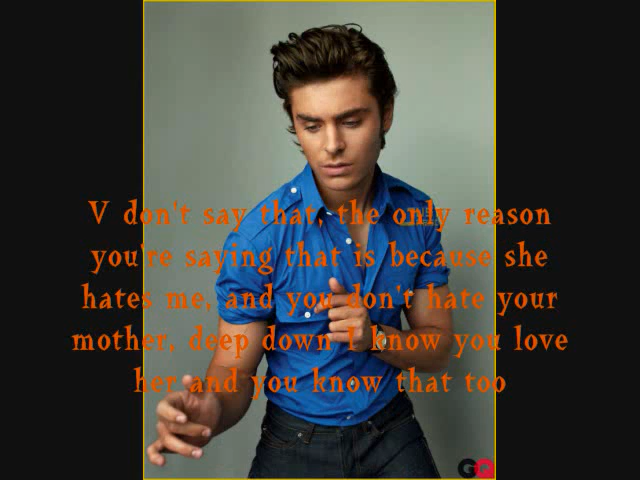 V don't say that, the only reason
you're saying that is because she
hates me, and you don't hate your
mother, deep down I know you love
her and you know that too
GQ